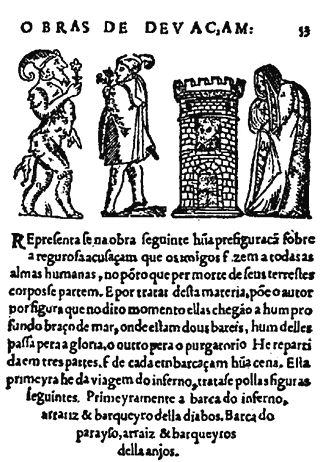 OBRAS DE DEVAÇAM: 53
REpresenta se na obra seguinte hũa prefiguraçã sobre
a regurosa acusaçam que os imigos fazem a todas as
almas humanas, no põto que per morte de seus terrestes
corpos se partem. E por tratar desta materia, põe o autor
por figura que no dito momento ellas chegão a hum pro
fundo braço de mar, onde estam dous bateis, hum delles
passa pera a gloria, o outro pera o purgatorio He reparti
da em tres partes. s. de cada embarcaçam hũa cena. Esta
primeyra he da viagem do inferno, tratase pollas figuras
seguintes. Primeyramente a barca do inferno,
arraiz & barqueyro della diabos. Barca do
parayso, arraiz & barqueyros
della anjos.